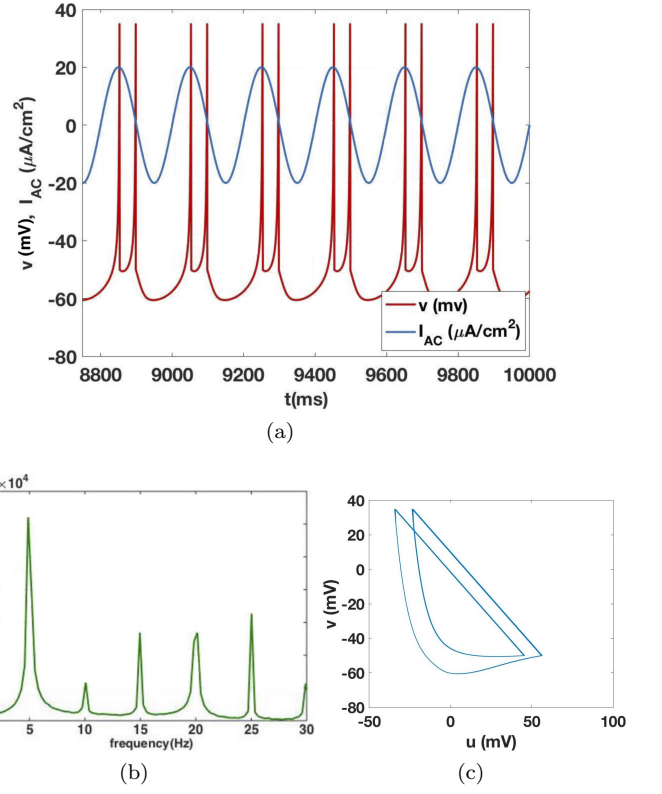 40
20
0
-20
-40
-60
-80
v (mV), I_AC (μA/cm²)
v (mv)
I_AC (μA/cm²)
8800 9000 9200 9400 9600 9800 10000
t(ms)
(a)
×10⁴
5 10 15 20 25 30
frequency(Hz)
(b)
40
20
0
-20
-40
-60
-80
v (mV)
-50 0 50 100
u (mV)
(c)